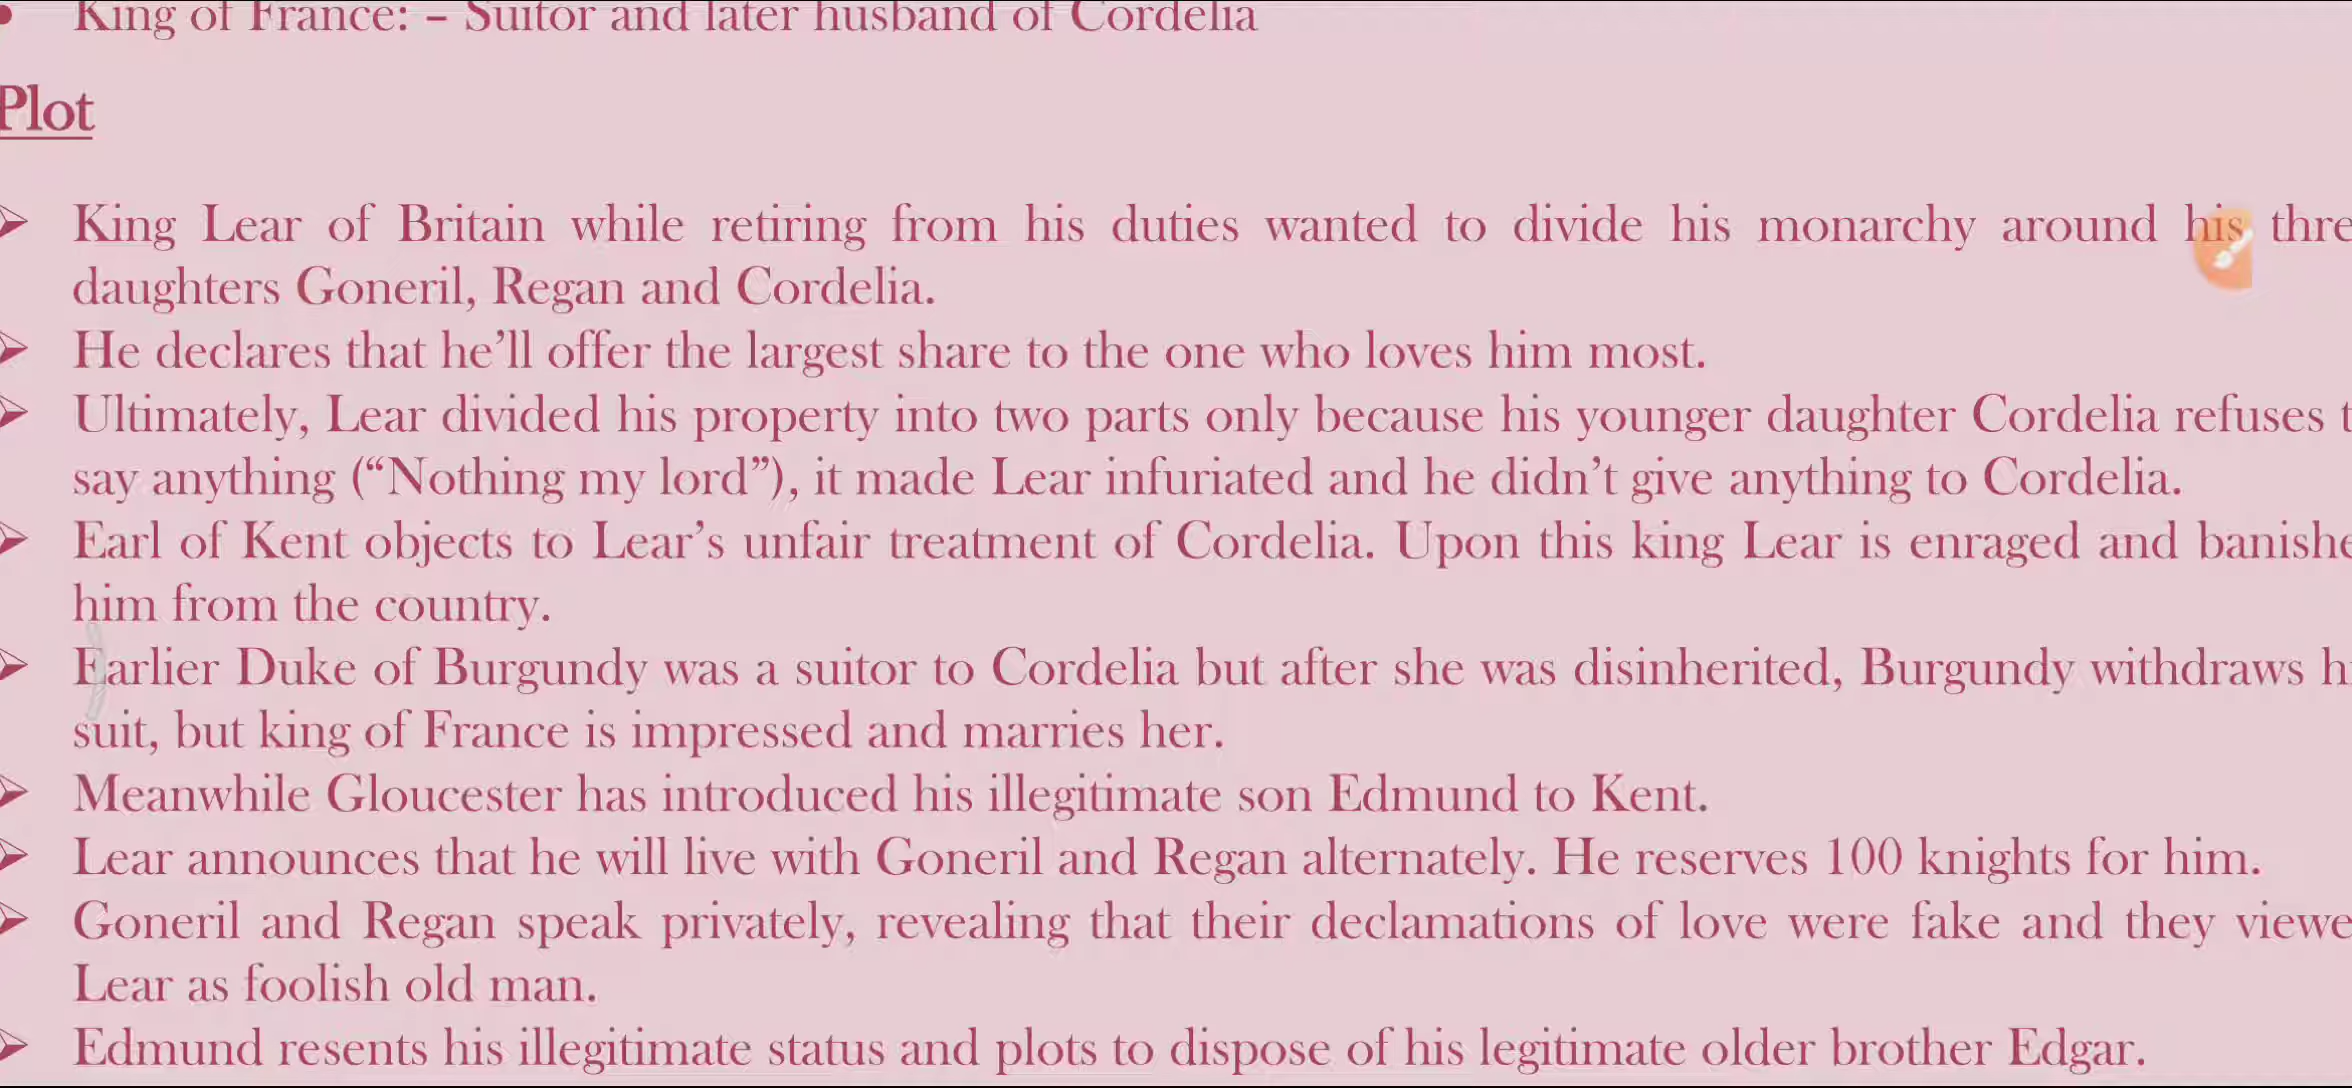 King of France: – Suitor and later husband of Cordelia
Plot
King Lear of Britain while retiring from his duties wanted to divide his monarchy around his thre
daughters Goneril, Regan and Cordelia.
He declares that he’ll offer the largest share to the one who loves him most.
Ultimately, Lear divided his property into two parts only because his younger daughter Cordelia refuses t
say anything (“Nothing my lord”), it made Lear infuriated and he didn’t give anything to Cordelia.
Earl of Kent objects to Lear’s unfair treatment of Cordelia. Upon this king Lear is enraged and banishe
him from the country.
Earlier Duke of Burgundy was a suitor to Cordelia but after she was disinherited, Burgundy withdraws hi
suit, but king of France is impressed and marries her.
Meanwhile Gloucester has introduced his illegitimate son Edmund to Kent.
Lear announces that he will live with Goneril and Regan alternately. He reserves 100 knights for him.
Goneril and Regan speak privately, revealing that their declamations of love were fake and they viewe
Lear as foolish old man.
Edmund resents his illegitimate status and plots to dispose of his legitimate older brother Edgar.